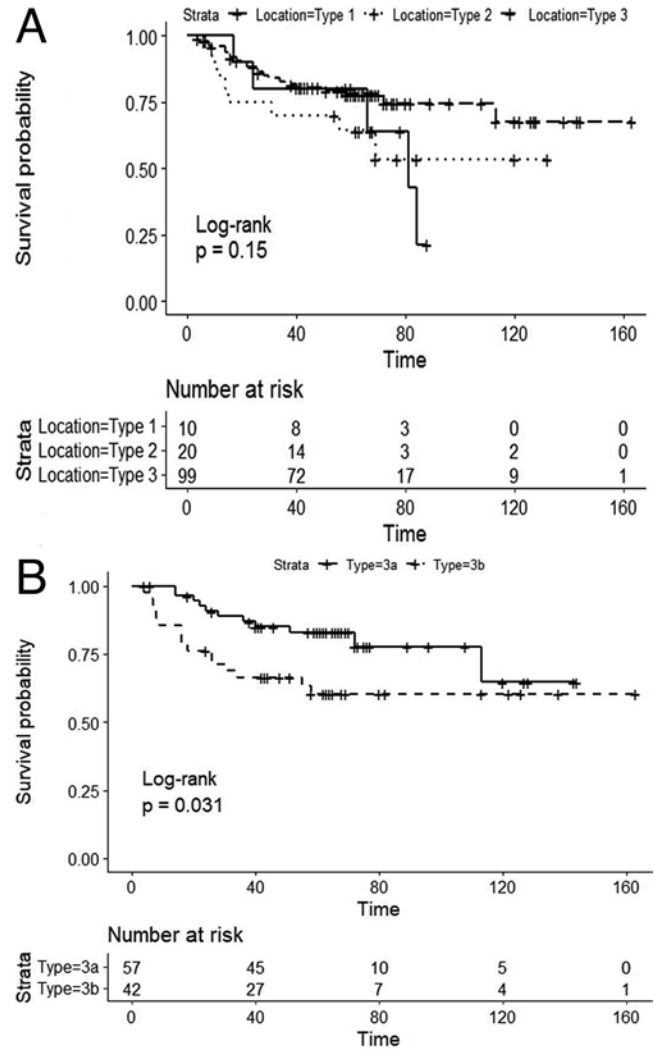 A
Strata Location=Type 1 Location=Type 2 Location=Type 3
1.00
0.75
0.50
0.25
0.00
Survival probability
Log-rank
p = 0.15
0 40 80 120 160
Time
Number at risk
Strata
Location=Type 1 10 8 3 0 0
Location=Type 2 20 14 3 2 0
Location=Type 3 99 72 17 9 1
0 40 80 120 160
Time
B
Strata Type=3a Type=3b
1.00
0.75
0.50
0.25
0.00
Survival probability
Log-rank
p = 0.031
0 40 80 120 160
Time
Number at risk
Strata
Type=3a 57 45 10 5 0
Type=3b 42 27 7 4 1
0 40 80 120 160
Time